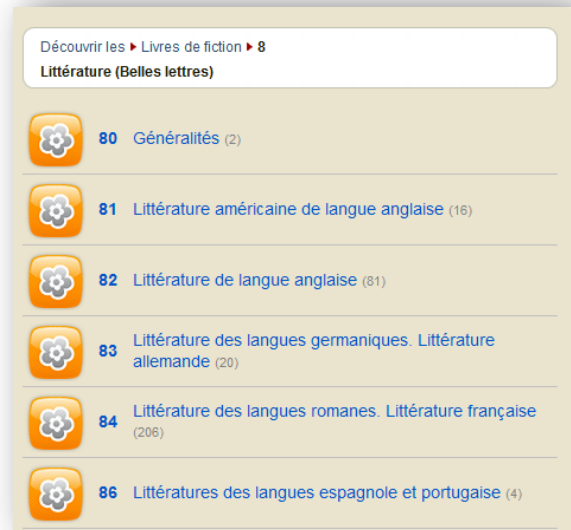 Découvrir les ▸ Livres de fiction ▸ 8
Littérature (Belles lettres)
80 Généralités (2)
81 Littérature américaine de langue anglaise (16)
82 Littérature de langue anglaise (81)
83 Littérature des langues germaniques. Littérature
allemande (20)
84 Littérature des langues romanes. Littérature française
(206)
86 Littératures des langues espagnole et portugaise (4)